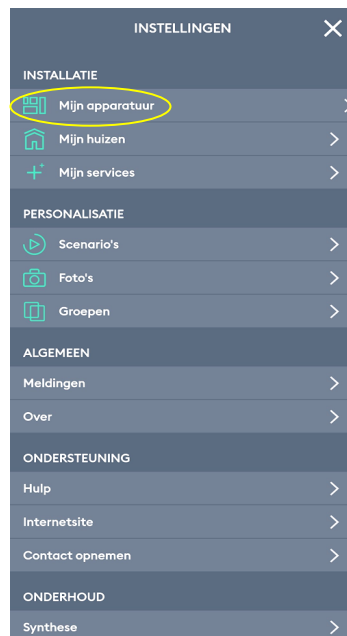 INSTELLINGEN
INSTALLATIE
Mijn apparatuur
Mijn huizen
Mijn services
PERSONALISATIE
Scenario's
Foto's
Groepen
ALGEMEEN
Meldingen
Over
ONDERSTEUNING
Hulp
Internetsite
Contact opnemen
ONDERHOUD
Synthese